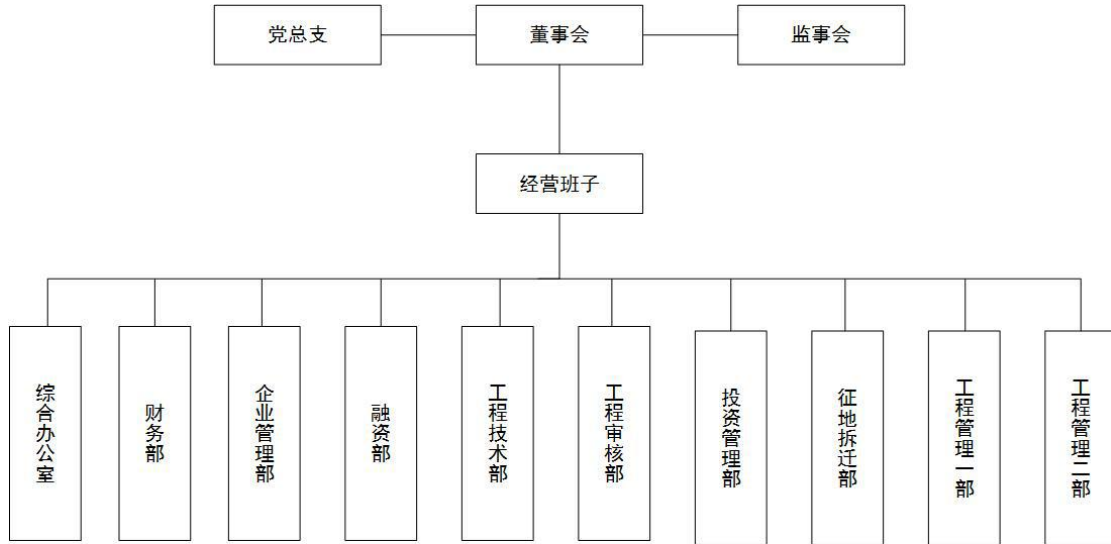 党总支
董事会
监事会
经营班子
综合办公室
财务部
企业管理部
融资部
工程技术部
工程审核部
投资管理部
征地拆迁部
工程管理一部
工程管理二部